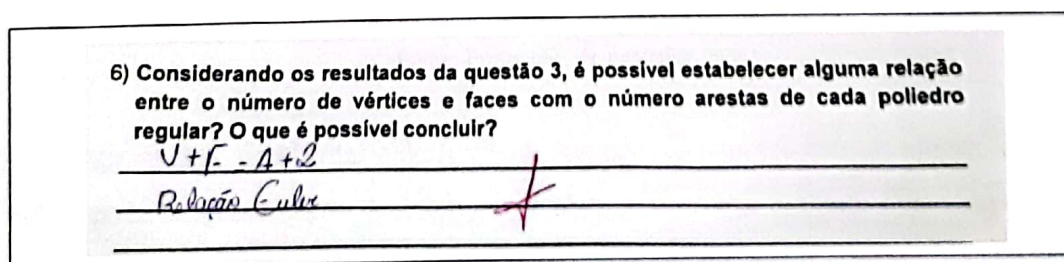 6) Considerando os resultados da questão 3, é possível estabelecer alguma relação
entre o número de vértices e faces com o número arestas de cada poliedro
regular? O que é possível concluir?
V + F - A + 2
Relação Euler